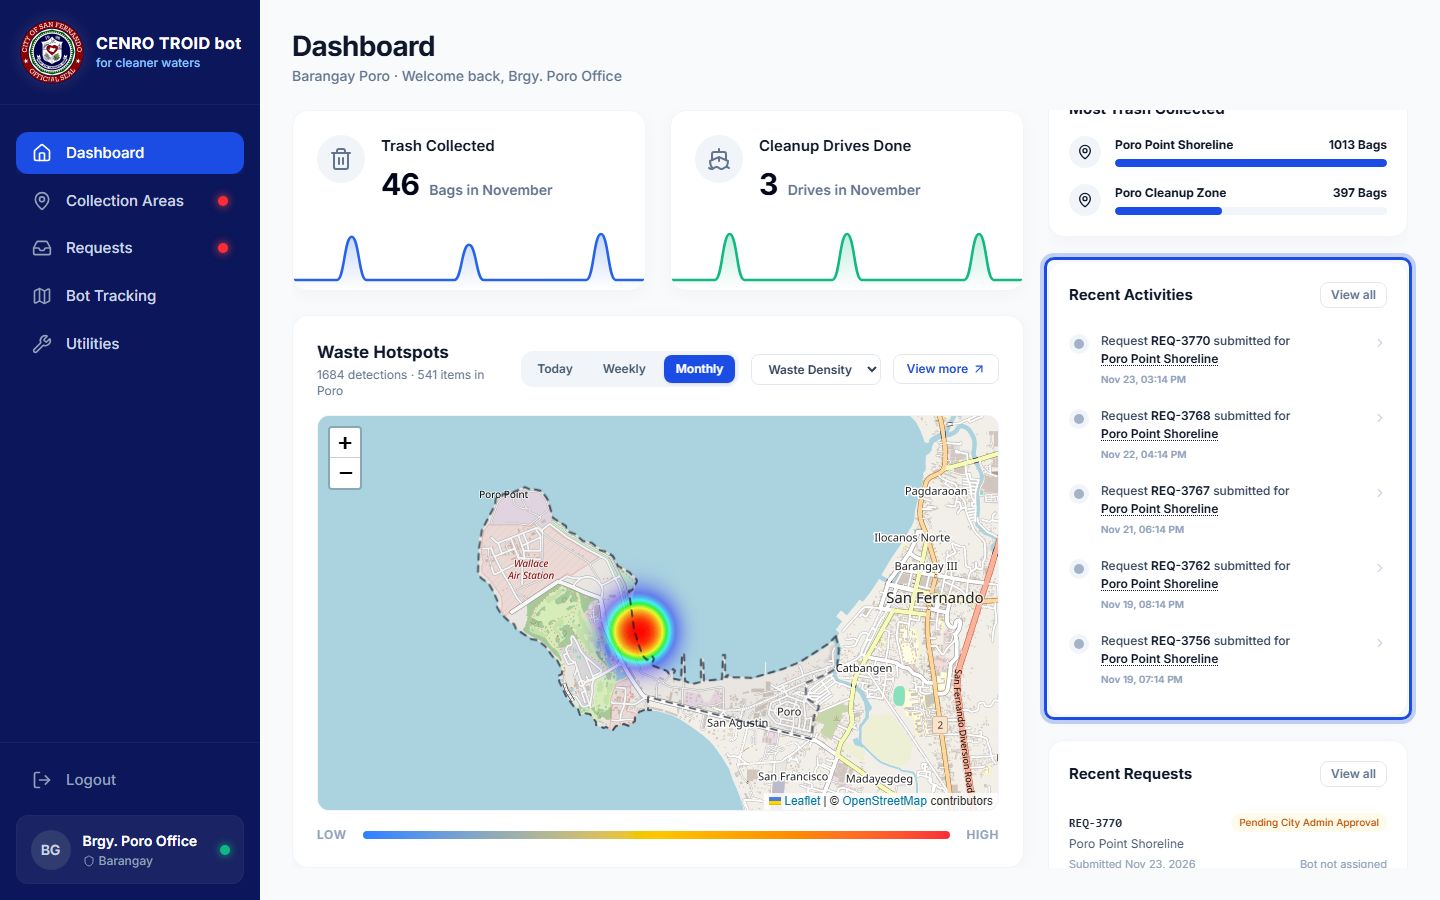 CITY OF SAN FERNANDO
OFFICIAL SEAL
CENRO TROID bot
for cleaner waters
Dashboard
Collection Areas
Requests
Bot Tracking
Utilities
Logout
BG
Brgy. Poro Office
Barangay
Dashboard
Barangay Poro · Welcome back, Brgy. Poro Office
Trash Collected
46 Bags in November
Cleanup Drives Done
3 Drives in November
Waste Hotspots
1684 detections · 541 items in
Poro
Today
Weekly
Monthly
Waste Density
View more
+
−
Poro Point
Wallace
Air Station
Pagdaraoan
Ilocanos Norte
Barangay III
San Fernando
Catbangen
Poro
San Agustin
San Fernando Diversion Road
2
San Francisco
Madayegdeg
Leaflet | © OpenStreetMap contributors
LOW
HIGH
Most Trash Collected
Poro Point Shoreline 1013 Bags
Poro Cleanup Zone 397 Bags
Recent Activities
View all
Request REQ-3770 submitted for
Poro Point Shoreline
Nov 23, 03:14 PM
Request REQ-3768 submitted for
Poro Point Shoreline
Nov 22, 04:14 PM
Request REQ-3767 submitted for
Poro Point Shoreline
Nov 21, 06:14 PM
Request REQ-3762 submitted for
Poro Point Shoreline
Nov 19, 08:14 PM
Request REQ-3756 submitted for
Poro Point Shoreline
Nov 19, 07:14 PM
Recent Requests
View all
REQ-3770
Pending City Admin Approval
Poro Point Shoreline
Submitted Nov 23, 2026
Bot not assigned